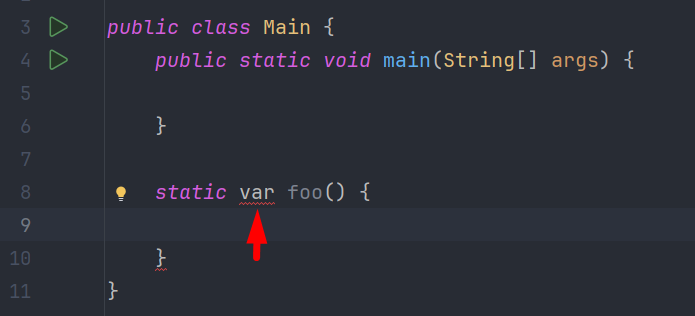 3 public class Main {
4 public static void main(String[] args) {
5
6 }
7
8 static var foo() {
9
10 }
11 }